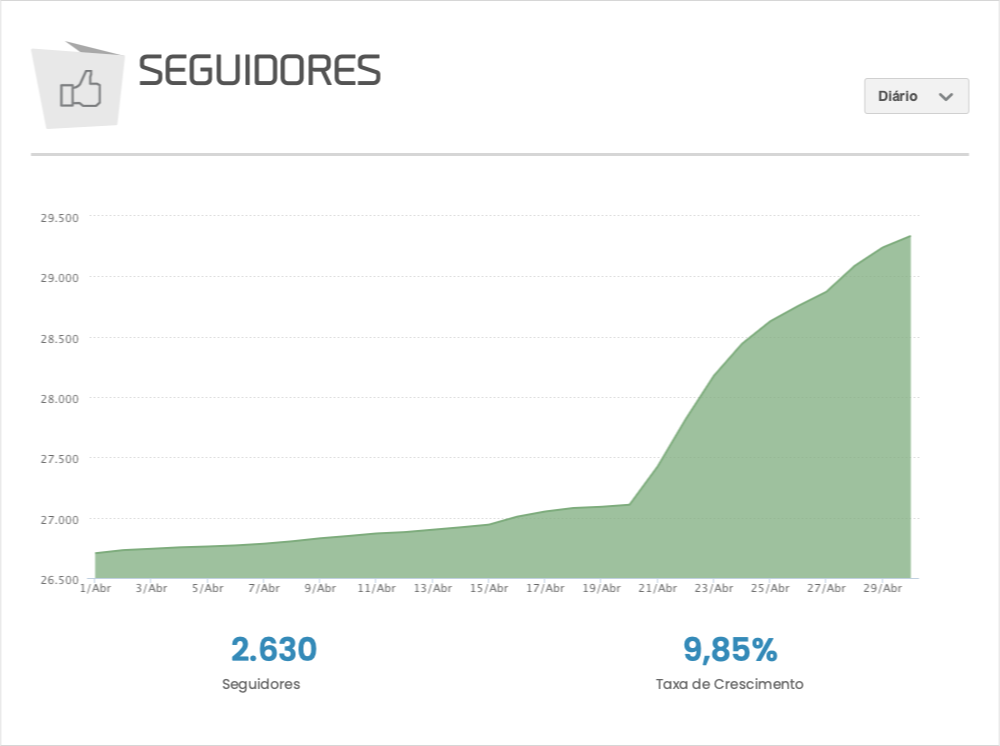 SEGUIDORES
Diário
29.500
29.000
28.500
28.000
27.500
27.000
26.500
1/Abr 3/Abr 5/Abr 7/Abr 9/Abr 11/Abr 13/Abr 15/Abr 17/Abr 19/Abr 21/Abr 23/Abr 25/Abr 27/Abr 29/Abr
2.630 9,85%
Seguidores Taxa de Crescimento